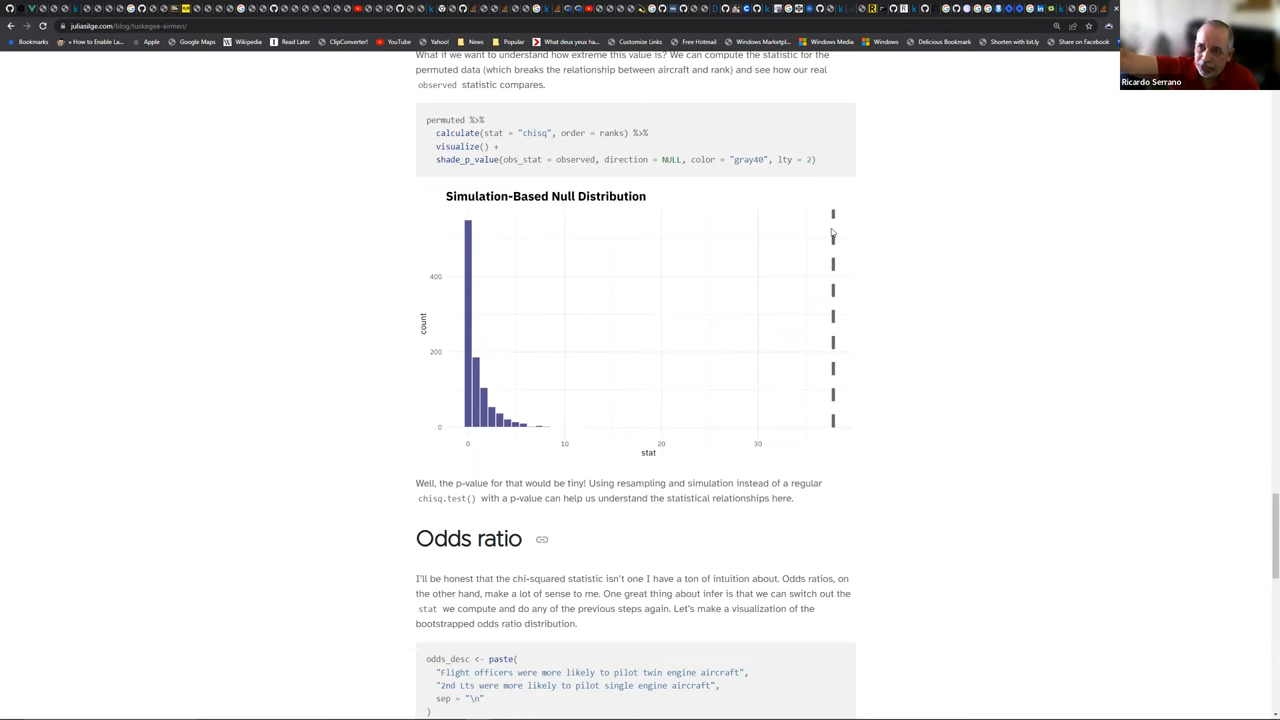 juliasilge.com/blog/tuskegee-airmen/
Bookmarks
+ How to Enable La...
Apple
Google Maps
Wikipedia
Read Later
ClipConverter!
YouTube
Yahoo
News
Popular
What deux yeux ha...
Customize Links
Free Hotmail
Windows Marketpl...
Windows Media
Windows
Delicious Bookmark
Shorten with bit.ly
Share on Facebook
Ricardo Serrano
What if we want to understand how extreme this value is? We can compute the statistic for the
permuted data (which breaks the relationship between aircraft and rank) and see how our real
observed statistic compares.
permuted %>%
calculate(stat = "chisq", order = ranks) %>%
visualize() +
shade_p_value(obs_stat = observed, direction = NULL, color = "gray40", lty = 2)
Simulation-Based Null Distribution
400
200
0
count
0 10 20 30
stat
Well, the p-value for that would be tiny! Using resampling and simulation instead of a regular
chisq.test() with a p-value can help us understand the statistical relationships here.
Odds ratio
I'll be honest that the chi-squared statistic isn't one I have a ton of intuition about. Odds ratios, on
the other hand, make a lot of sense to me. One great thing about infer is that we can switch out the
stat we compute and do any of the previous steps again. Let's make a visualization of the
bootstrapped odds ratio distribution.
odds_desc <- paste(
"Flight officers were more likely to pilot twin engine aircraft",
"2nd Lts were more likely to pilot single engine aircraft",
sep = "\n"
)